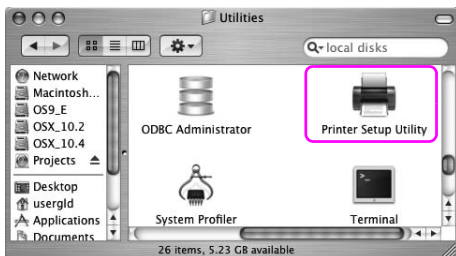 Utilities
local disks
Network
Macintosh...
OS9_E
OSX_10.2
OSX_10.4
Projects
Desktop
usergld
Applications
Documents
ODBC Administrator
Printer Setup Utility
System Profiler
Terminal
26 items, 5.23 GB available